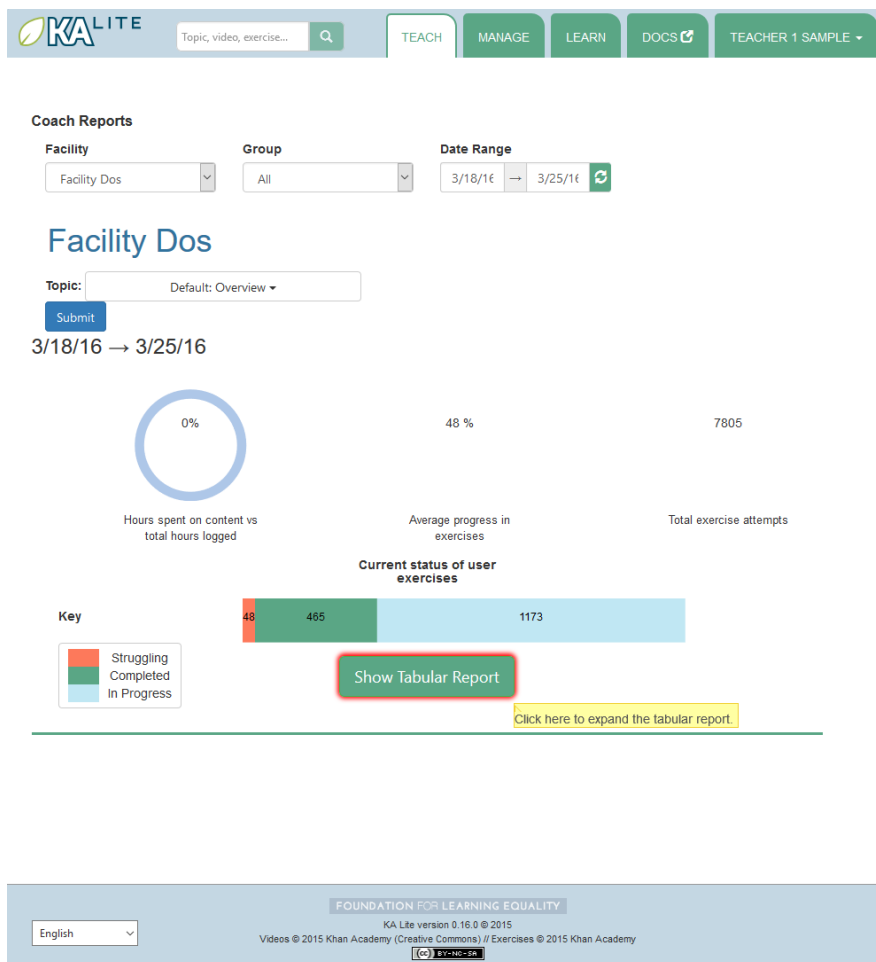 KA LITE
Topic, video, exercise...
TEACH
MANAGE
LEARN
DOCS
TEACHER 1 SAMPLE
Coach Reports
Facility
Group
Date Range
Facility Dos
All
3/18/16 → 3/25/16
Facility Dos
Topic:
Default: Overview
Submit
3/18/16 → 3/25/16
0%
48 %
7805
Hours spent on content vs
total hours logged
Average progress in
exercises
Total exercise attempts
Current status of user
exercises
Key
48
465
1173
Struggling
Completed
In Progress
Show Tabular Report
Click here to expand the tabular report.
FOUNDATION FOR LEARNING EQUALITY
English
KA Lite version 0.16.0 © 2015
Videos © 2015 Khan Academy (Creative Commons) // Exercises © 2015 Khan Academy
(cc) BY-NC-SA